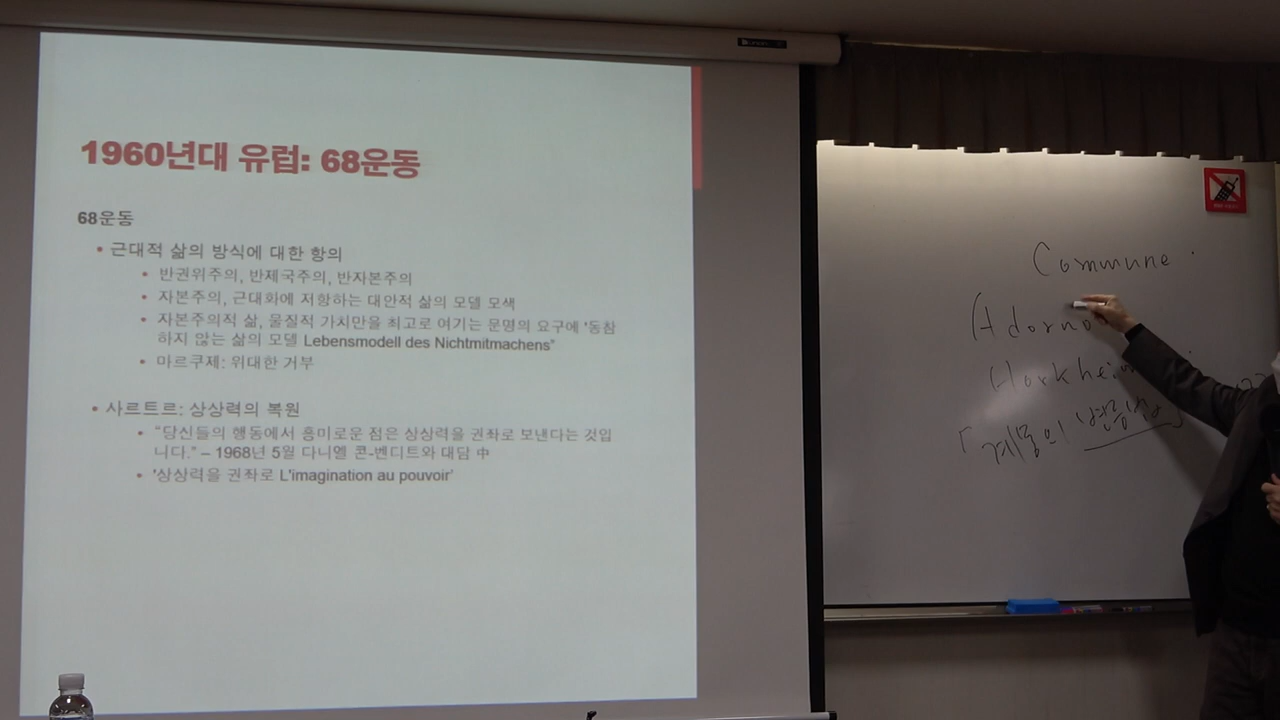 1960년대 유럽: 68운동
68운동
• 근대적 삶의 방식에 대한 항의
• 반권위주의, 반제국주의, 반자본주의
• 자본주의, 근대화에 저항하는 대안적 삶의 모델 모색
• 자본주의적 삶, 물질적 가치만을 최고로 여기는 문명의 요구에 '동참
하지 않는 삶의 모델 Lebensmodell des Nichtmitmachens"
• 마르쿠제: 위대한 거부
• 사르트르: 상상력의 복원
• "당신들의 행동에서 흥미로운 점은 상상력을 권좌로 보낸다는 것입
니다." – 1968년 5월 다니엘 콘-벤디트와 대담 中
• '상상력을 권좌로 L'imagination au pouvoir'
Commune
Adorno
Horkheim
「계몽의 변증법」